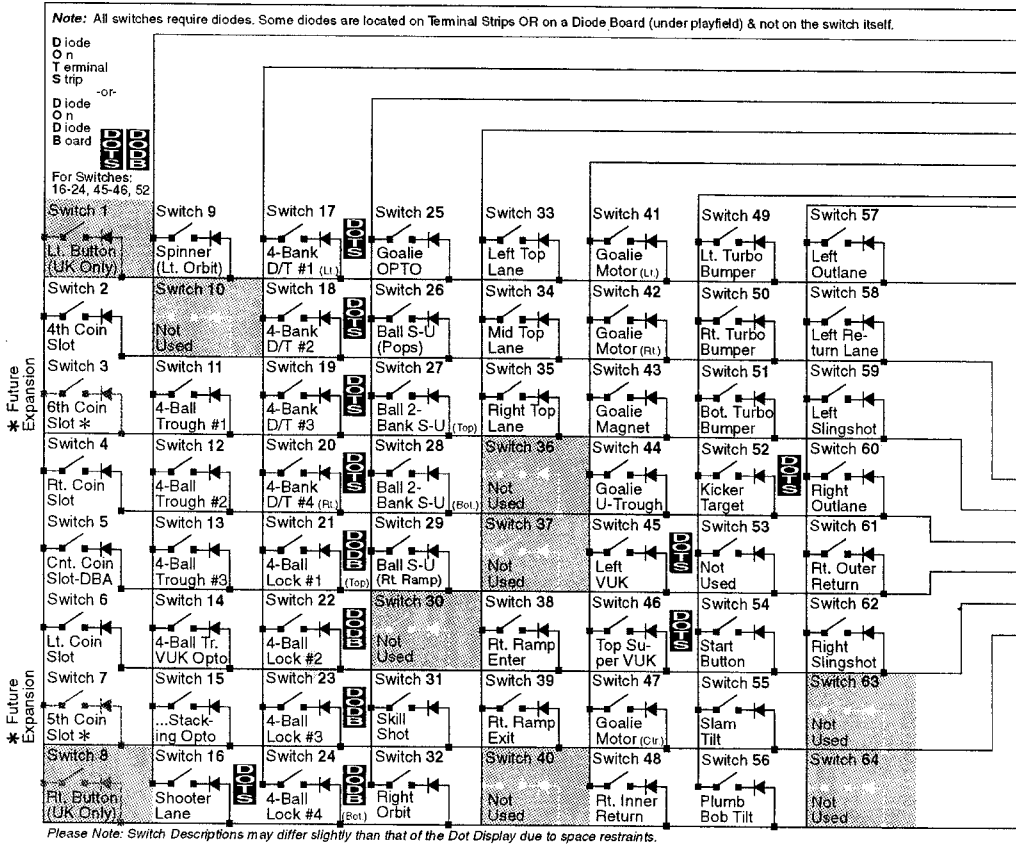 Note: All switches require diodes. Some diodes are located on Terminal Strips OR on a Diode Board (under playfield) & not on the switch itself.
Diode
On
Terminal
Strip
-or-
Diode
On
Diode
Board
DOTS
DODB
For Switches:
16-24, 45-46, 52
Switch 1
Lt. Button
(UK Only)
Switch 2
4th Coin
Slot
* Future
Expansion
Switch 3
6th Coin
Slot *
Switch 4
Rt. Coin
Slot
Switch 5
Cnt. Coin
Slot-DBA
Switch 6
Lt. Coin
Slot
* Future
Expansion
Switch 7
5th Coin
Slot *
Switch 8
Rt. Button
(UK Only)
Switch 9
Spinner
(Lt. Orbit)
Switch 10
Not
Used
Switch 11
4-Ball
Trough #1
Switch 12
4-Ball
Trough #2
Switch 13
4-Ball
Trough #3
Switch 14
4-Ball Tr.
VUK Opto
Switch 15
...Stack-
ing Opto
Switch 16
Shooter
Lane
DOTS
Switch 17
4-Bank
D/T #1 (Lt.)
DOTS
Switch 18
4-Bank
D/T #2
DOTS
Switch 19
4-Bank
D/T #3
DOTS
Switch 20
4-Bank
D/T #4 (Rt.)
DOTS
Switch 21
4-Ball
Lock #1 (Top)
DODB
Switch 22
4-Ball
Lock #2
DODB
Switch 23
4-Ball
Lock #3
DODB
Switch 24
4-Ball
Lock #4 (Bot.)
DODB
Switch 25
Goalie
OPTO
Switch 26
Ball S-U
(Pops)
Switch 27
Ball 2-
Bank S-U (Top)
Switch 28
Ball 2-
Bank S-U (Bot.)
Switch 29
Ball S-U
(Rt. Ramp)
Switch 30
Not
Used
Switch 31
Skill
Shot
Switch 32
Right
Orbit
Switch 33
Left Top
Lane
Switch 34
Mid Top
Lane
Switch 35
Right Top
Lane
Switch 36
Not
Used
Switch 37
Not
Used
Switch 38
Rt. Ramp
Enter
Switch 39
Rt. Ramp
Exit
Switch 40
Not
Used
Switch 41
Goalie
Motor (Lt.)
Switch 42
Goalie
Motor (Rt.)
Switch 43
Goalie
Magnet
Switch 44
Goalie
U-Trough
Switch 45
Left
VUK
DOTS
Switch 46
Top Su-
per VUK
DOTS
Switch 47
Goalie
Motor (Ctr.)
Switch 48
Rt. Inner
Return
Switch 49
Lt. Turbo
Bumper
Switch 50
Rt. Turbo
Bumper
Switch 51
Bot. Turbo
Bumper
Switch 52
Kicker
Target
DOTS
Switch 53
Not
Used
Switch 54
Start
Button
Switch 55
Slam
Tilt
Switch 56
Plumb
Bob Tilt
Switch 57
Left
Outlane
Switch 58
Left Re-
turn Lane
Switch 59
Left
Slingshot
Switch 60
Right
Outlane
Switch 61
Rt. Outer
Return
Switch 62
Right
Slingshot
Switch 63
Not
Used
Switch 64
Not
Used
Please Note: Switch Descriptions may differ slightly than that of the Dot Display due to space restraints.